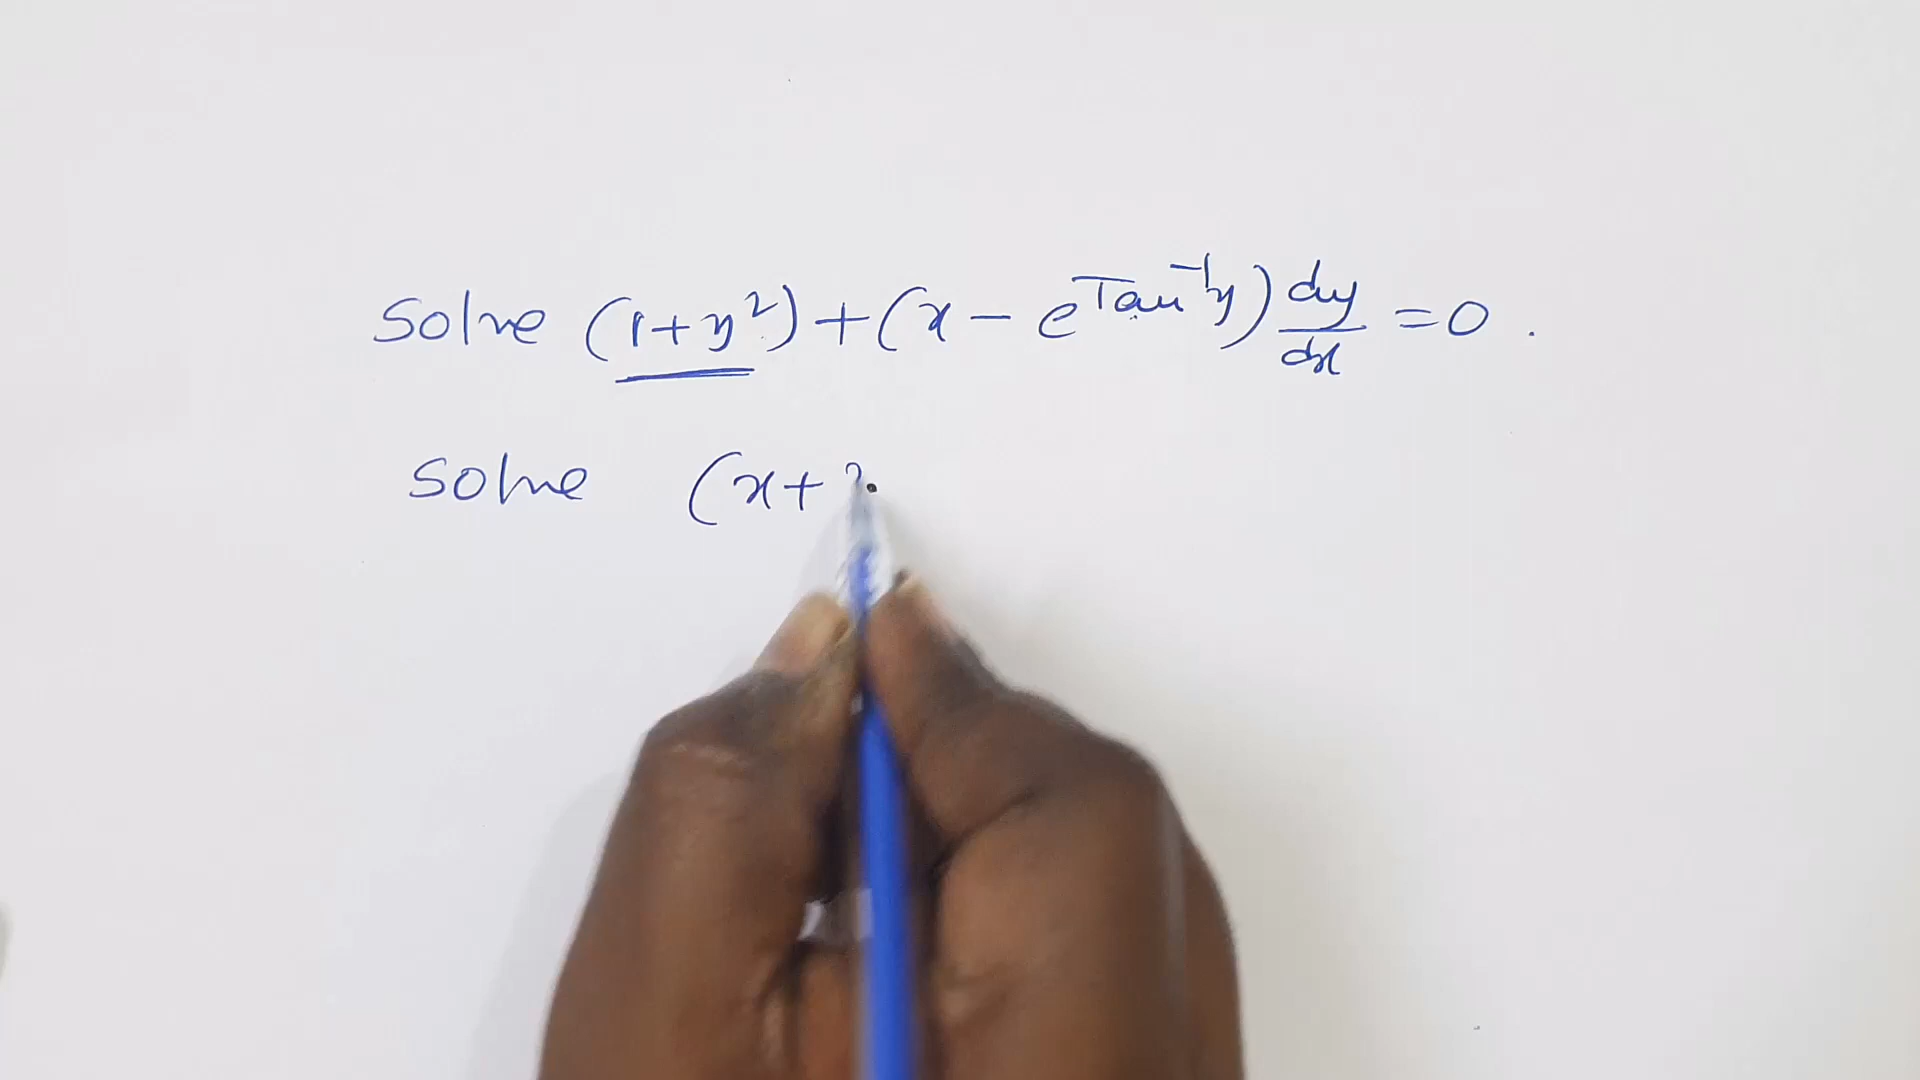 Solve (1+y²)+(x-e^Tan⁻¹y) dy/dx =0.
Solve (x+